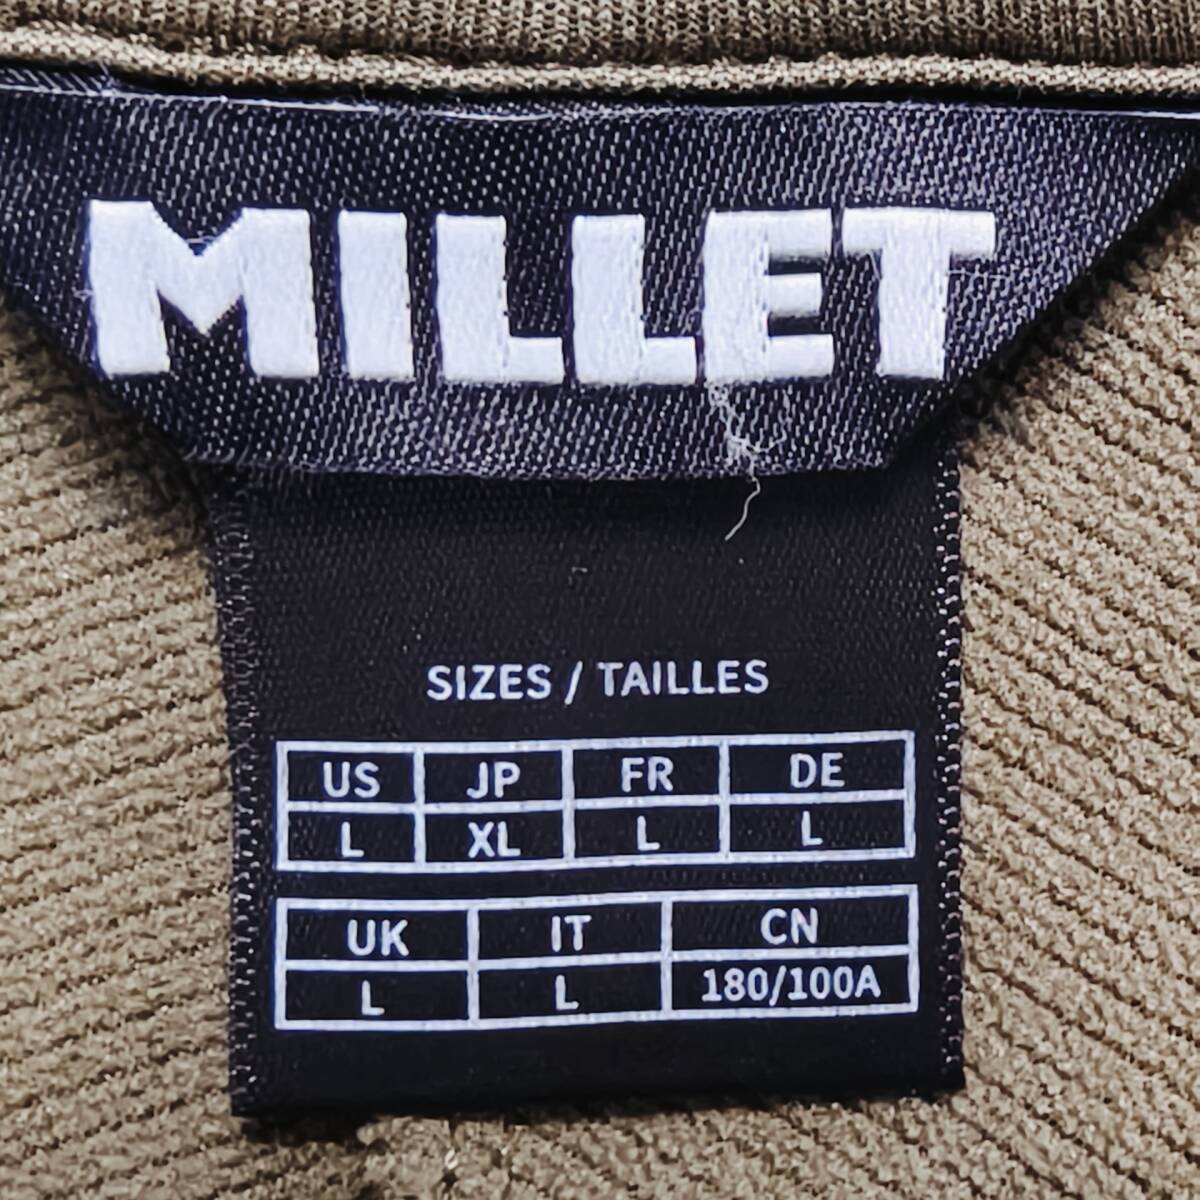 MILLET
SIZES / TAILLES
US JP FR DE
L XL L L
UK IT CN
L L 180/100A